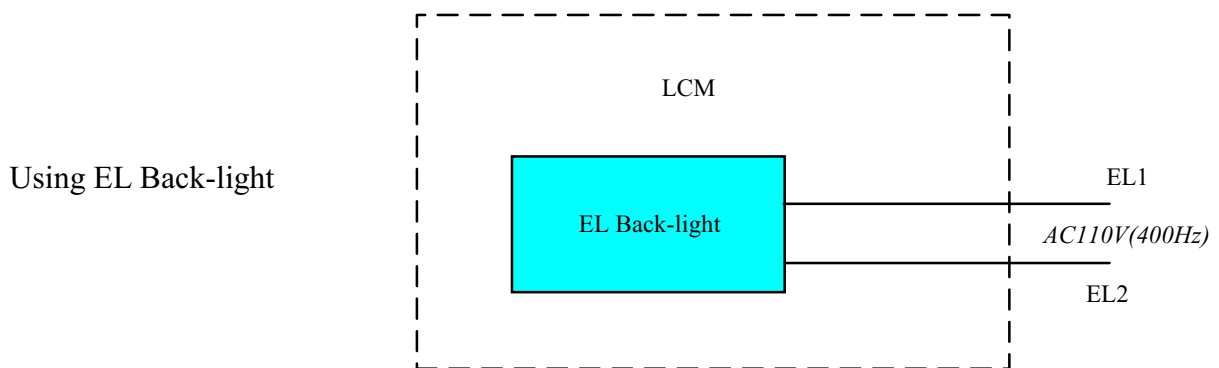 LCM
Using EL Back-light
EL1
EL Back-light
AC110V(400Hz)
EL2